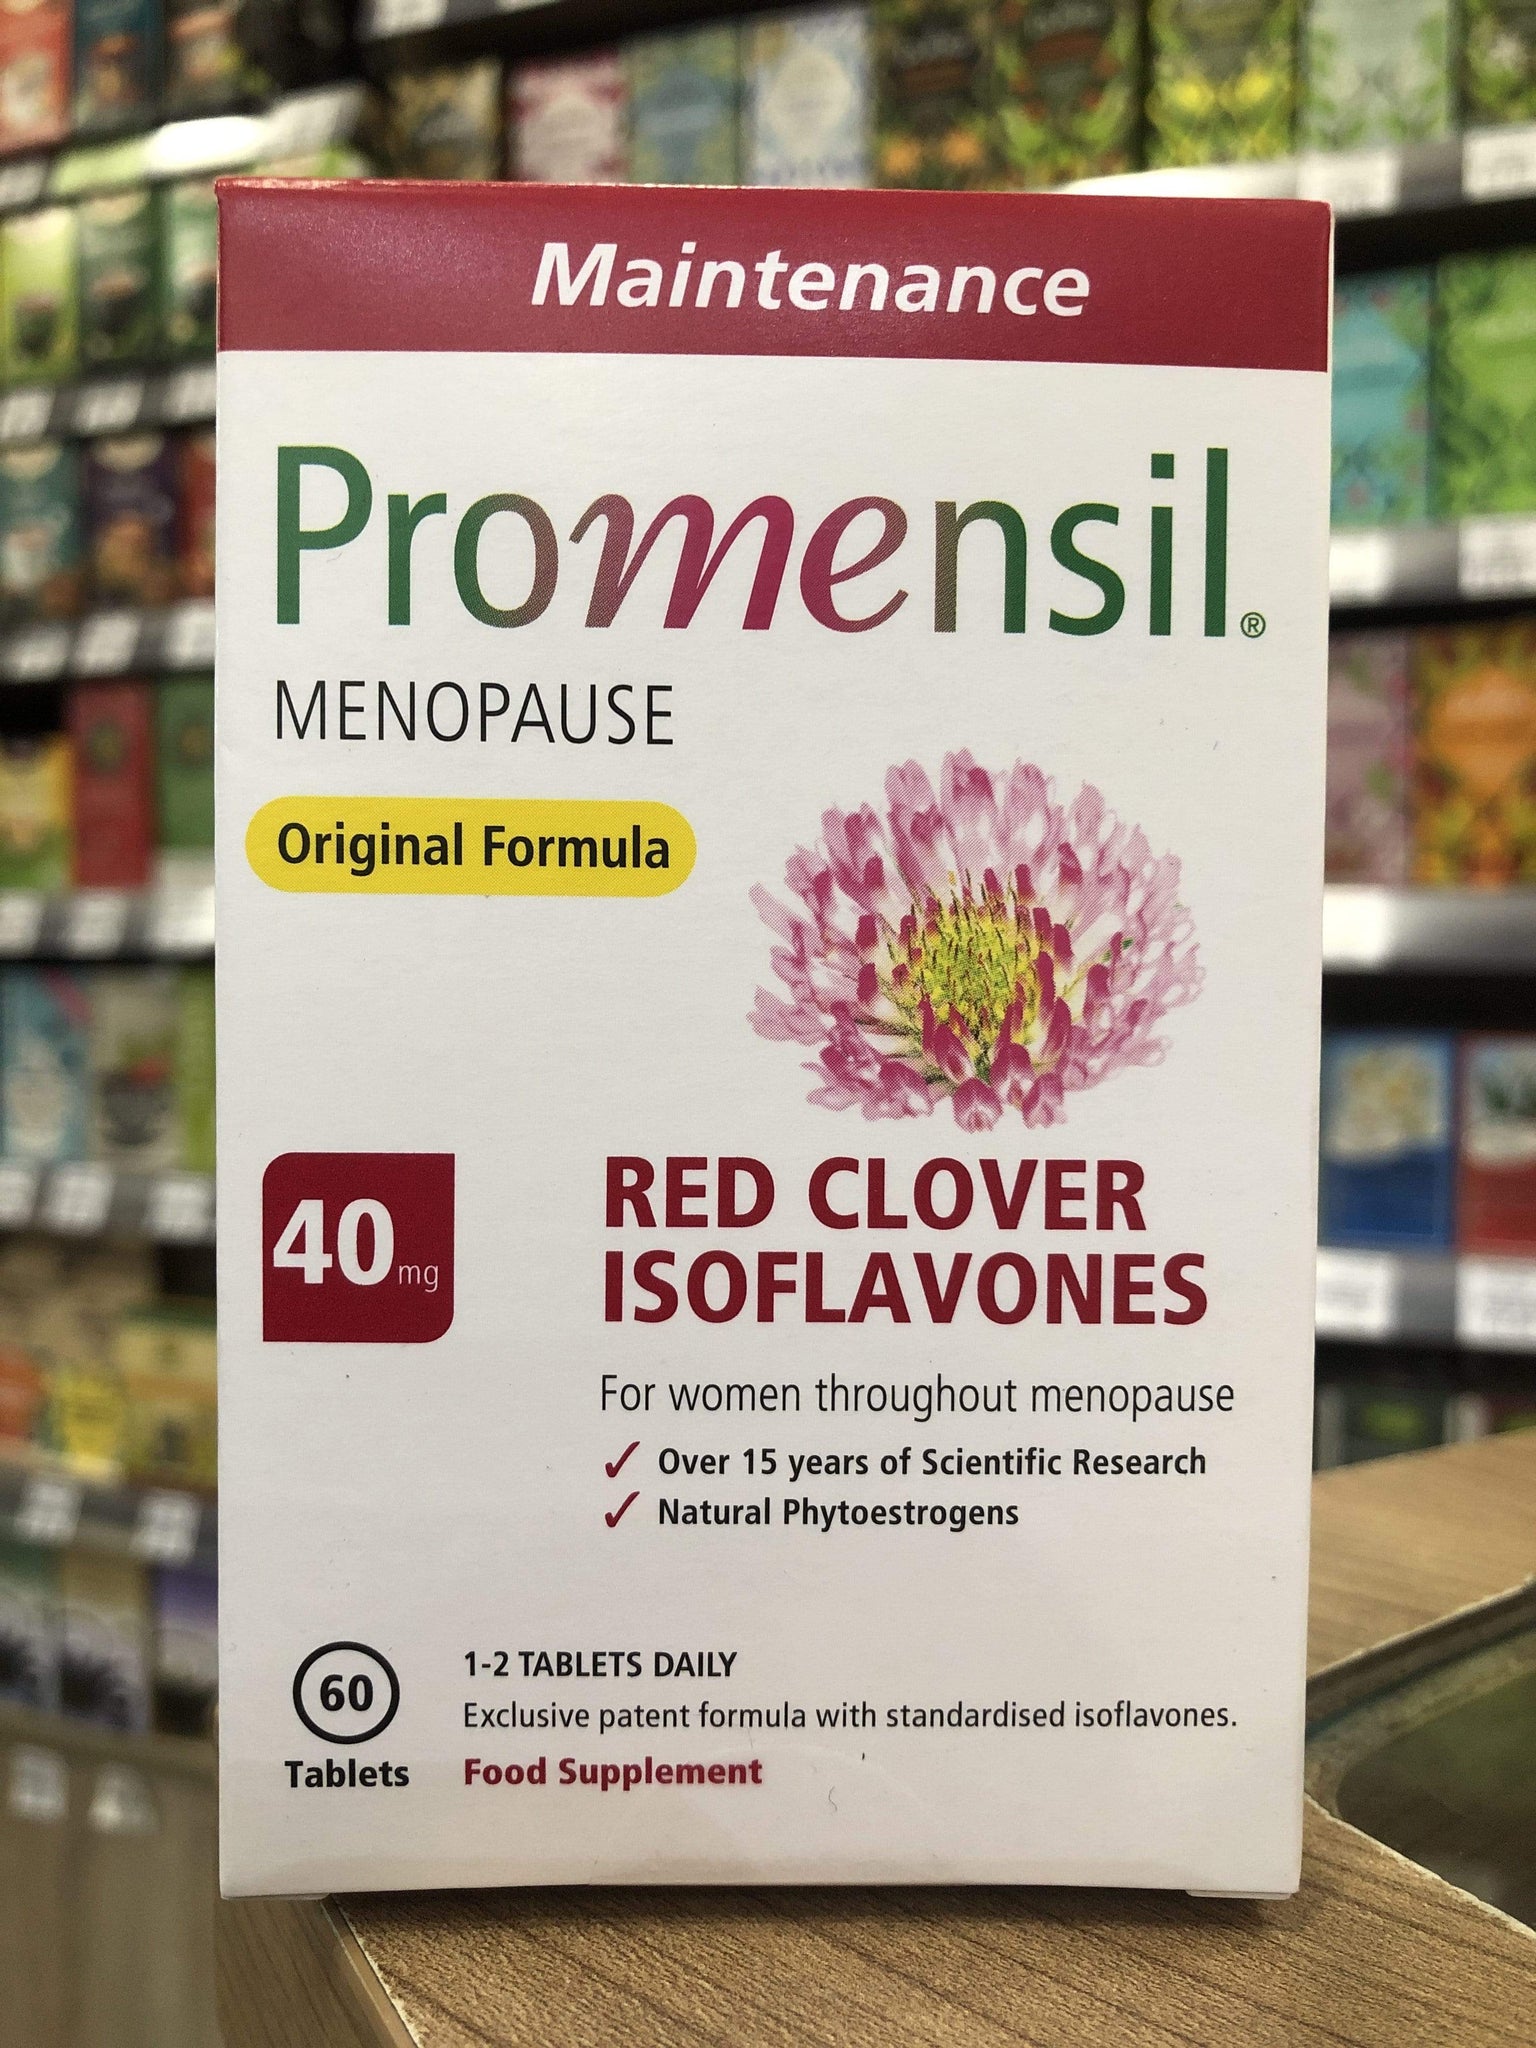 Maintenance
Promensil®
MENOPAUSE
Original Formula
40mg
RED CLOVER
ISOFLAVONES
For women throughout menopause
✓ Over 15 years of Scientific Research
✓ Natural Phytoestrogens
60
Tablets
1-2 TABLETS DAILY
Exclusive patent formula with standardised isoflavones.
Food Supplement